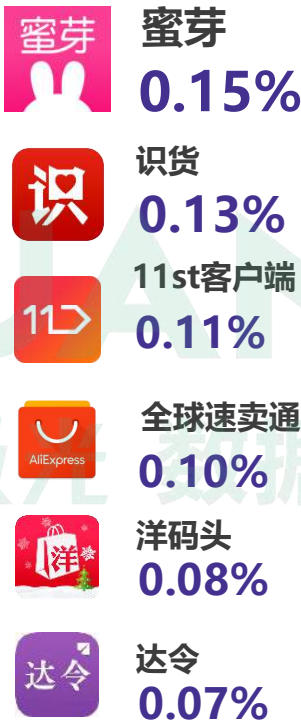 蜜芽
蜜芽
0.15%
识
识货
0.13%
11st客户端
11
0.11%
全球速卖通
AliExpress
0.10%
洋码头
洋
0.08%
达令
达令
0.07%